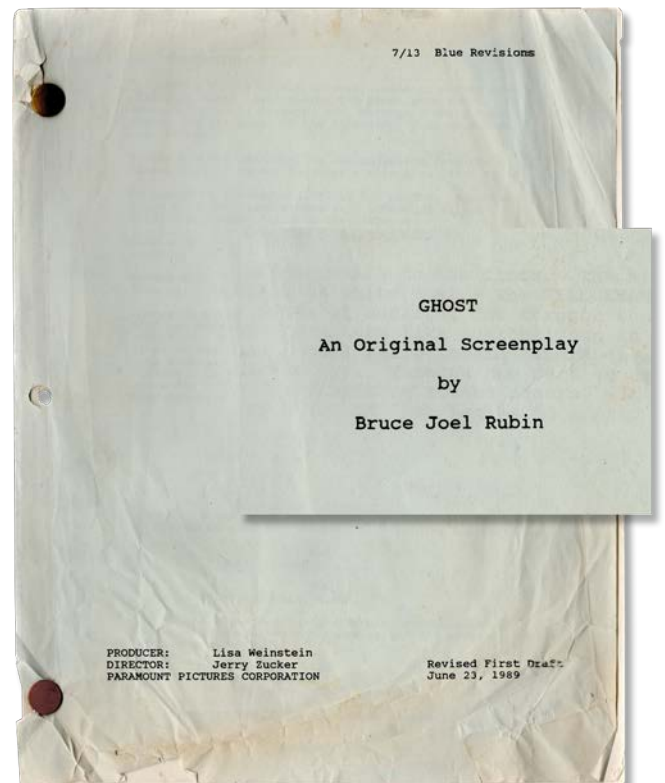 7/13 Blue Revisions
GHOST
An Original Screenplay
by
Bruce Joel Rubin
PRODUCER: Lisa Weinstein
DIRECTOR: Jerry Zucker
PARAMOUNT PICTURES CORPORATION
Revised First Draft
June 23, 1989